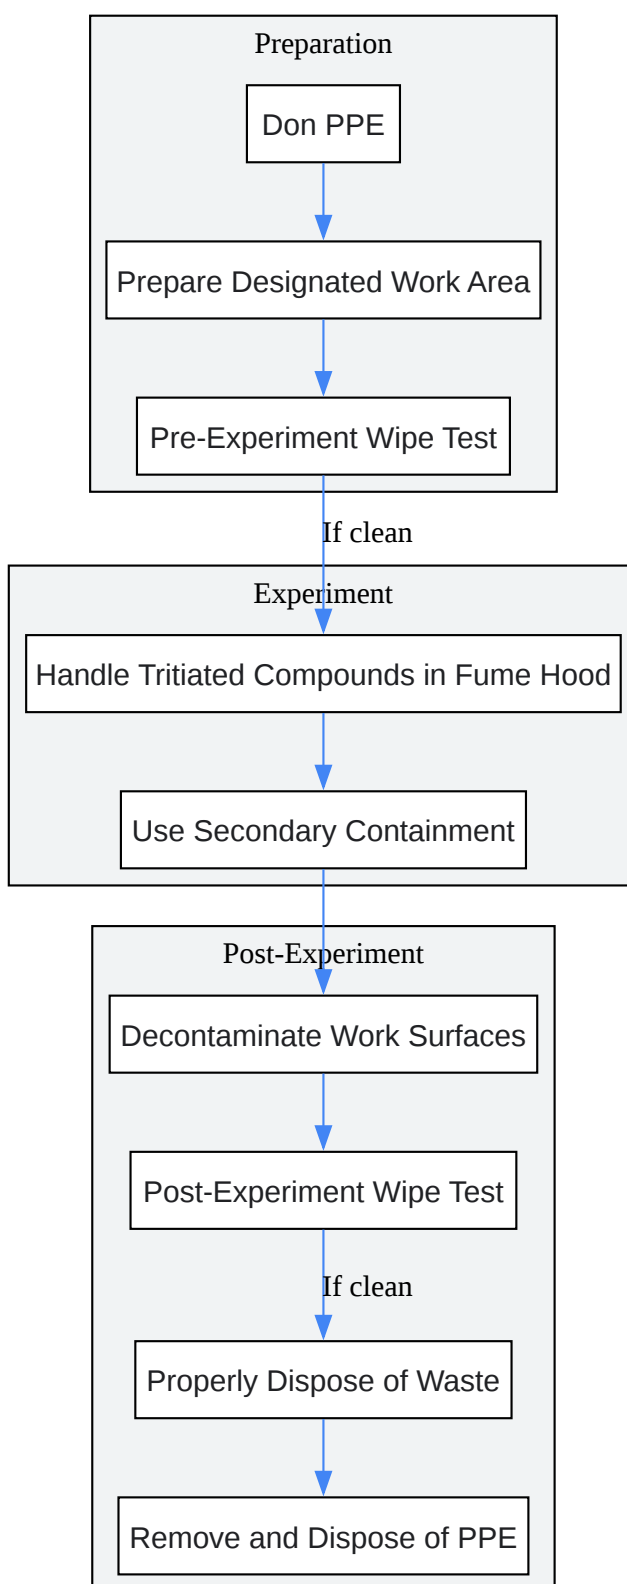 Preparation
Don PPE
Prepare Designated Work Area
Pre-Experiment Wipe Test
If clean
Experiment
Handle Tritiated Compounds in Fume Hood
Use Secondary Containment
Post-Experiment
Decontaminate Work Surfaces
Post-Experiment Wipe Test
If clean
Properly Dispose of Waste
Remove and Dispose of PPE